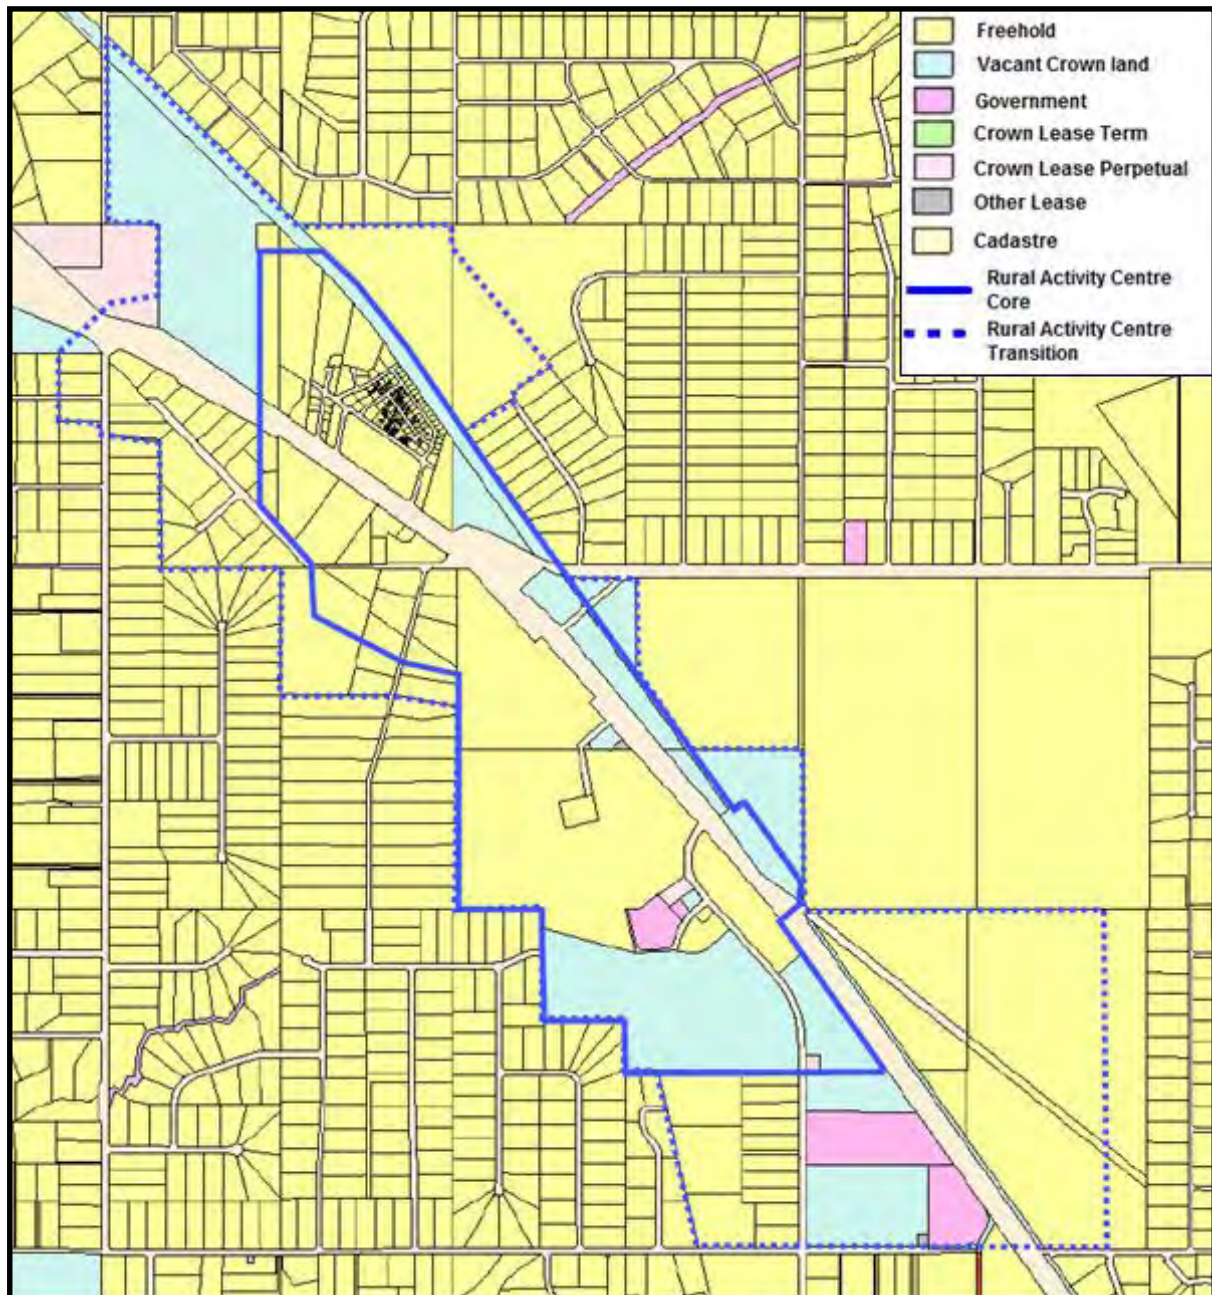 Freehold
Vacant Crown land
Government
Crown Lease Term
Crown Lease Perpetual
Other Lease
Cadastre
Rural Activity Centre
Core
Rural Activity Centre
Transition